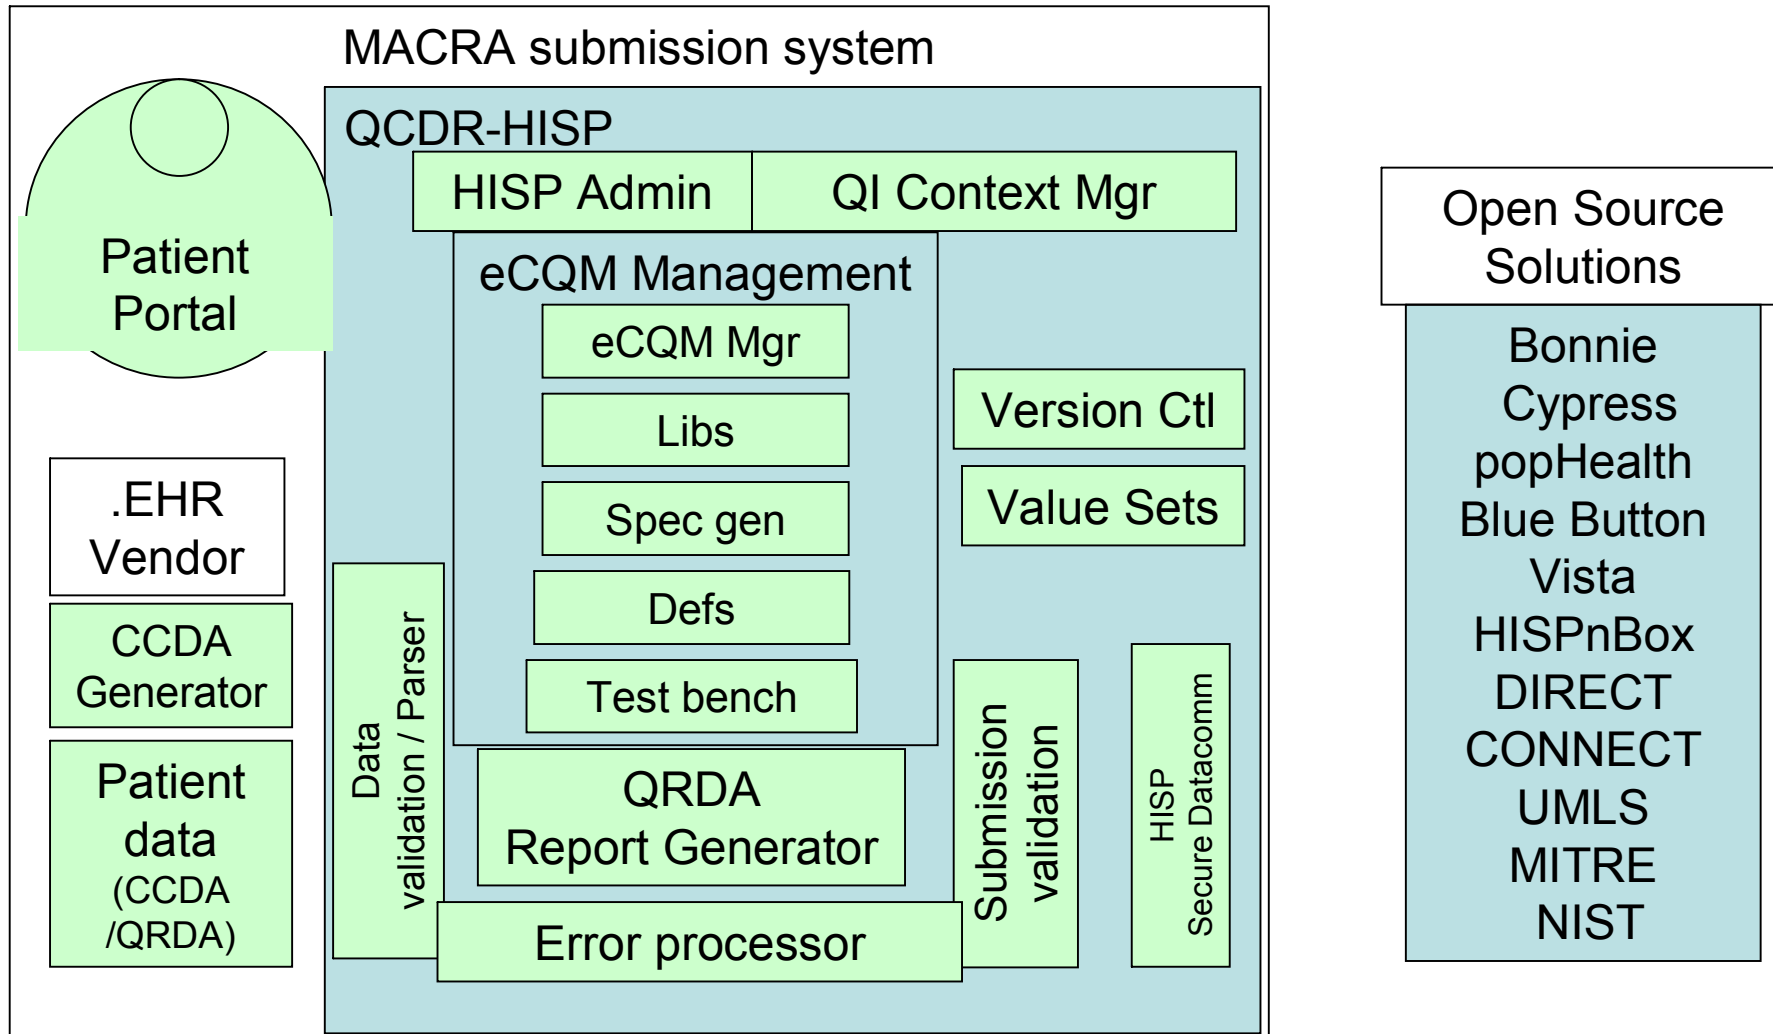 MACRA submission system
Patient
Portal
.EHR
Vendor
CCDA
Generator
Patient
data
(CCDA
/QRDA)
QCDR-HISP
HISP Admin
QI Context Mgr
eCQM Management
eCQM Mgr
Libs
Spec gen
Defs
Test bench
Version Ctl
Value Sets
Data
validation / Parser
QRDA
Report Generator
Error processor
Submission
validation
HISP
Secure Datacomm
Open Source
Solutions
Bonnie
Cypress
popHealth
Blue Button
Vista
HISPnBox
DIRECT
CONNECT
UMLS
MITRE
NIST